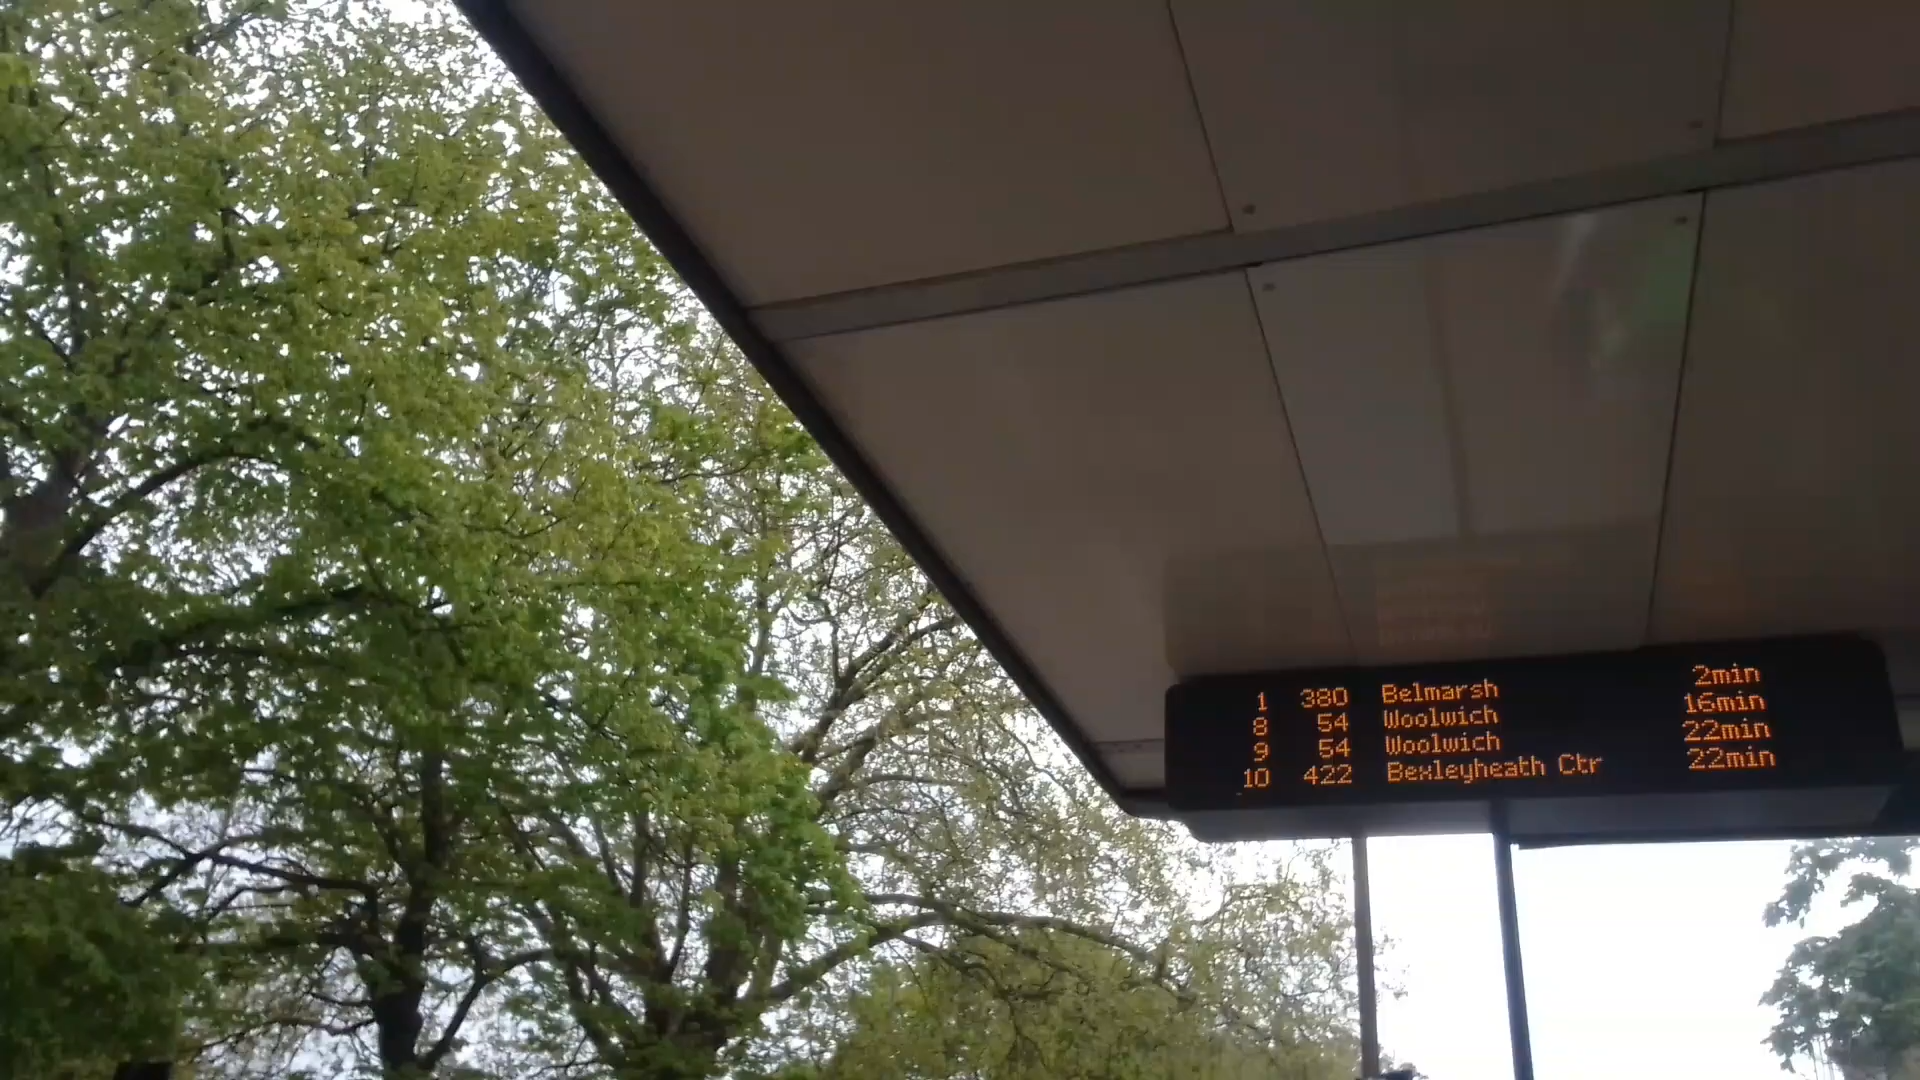 1 380 Belmarsh 2min
8 54 Woolwich 16min
9 54 Woolwich 22min
10 422 Bexleyheath Ctr 22min